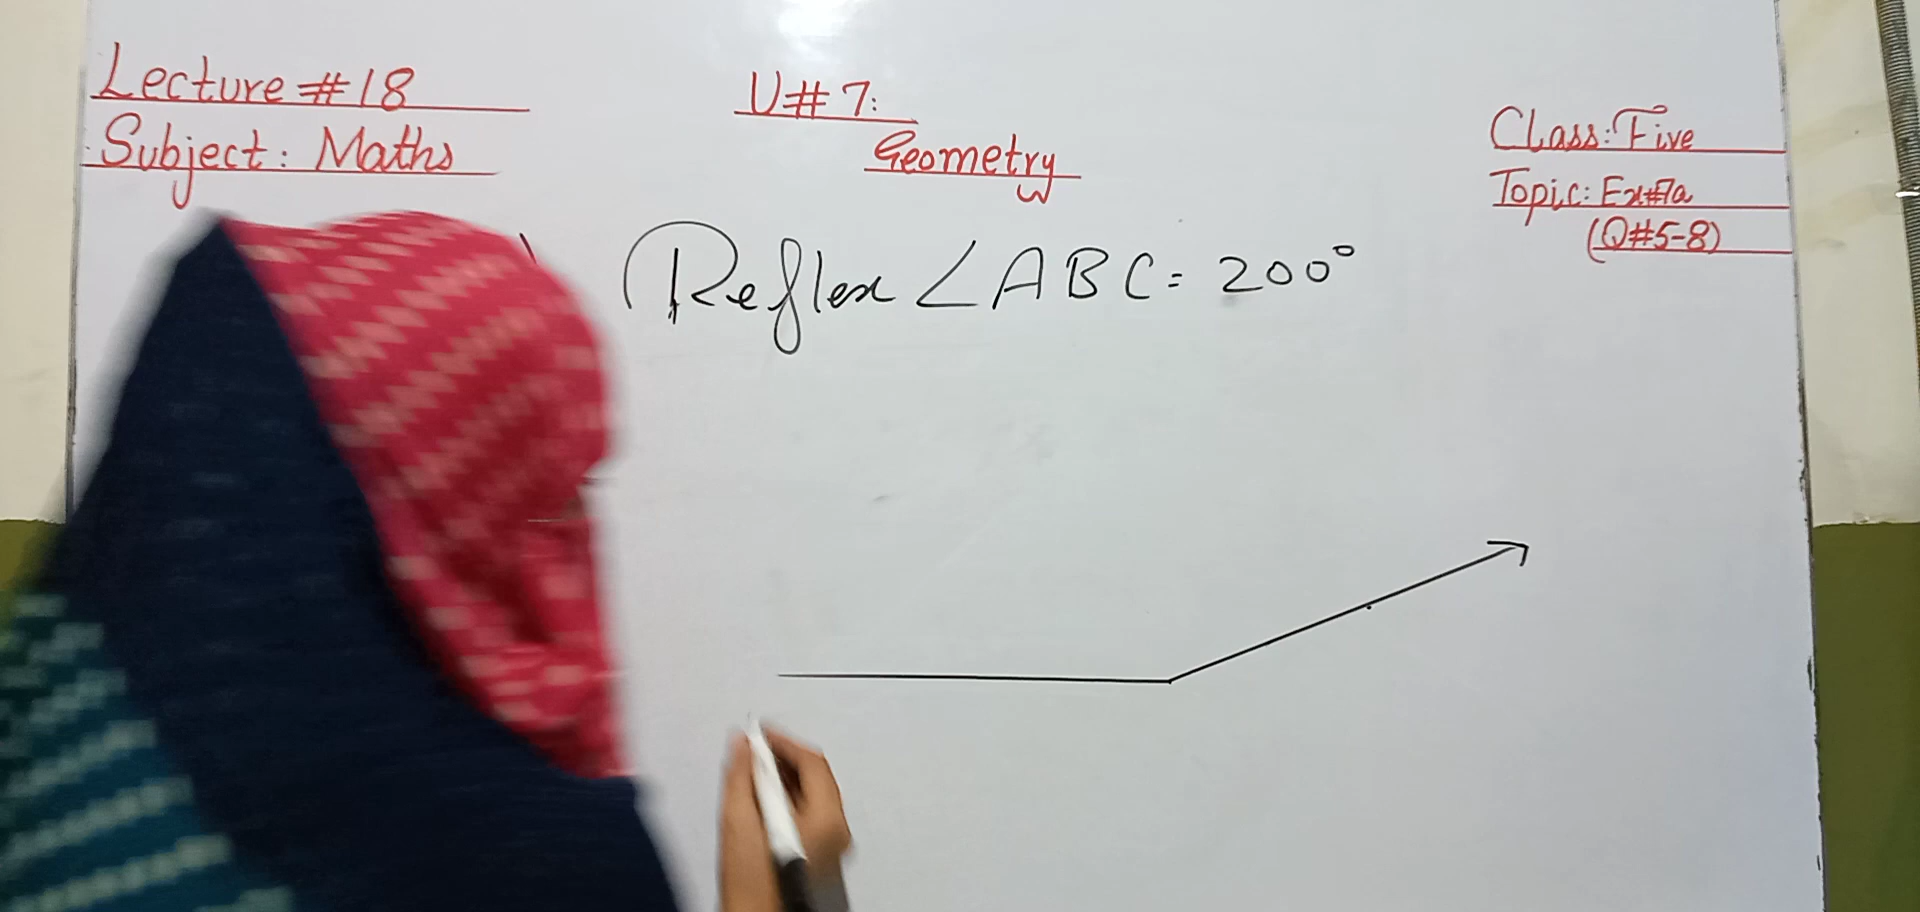 Lecture #18
Subject: Maths
U# 7:
Geometry
Class: Five
Topic: Ex#7a
(Q#5-8)
Reflex ∠ABC = 200°